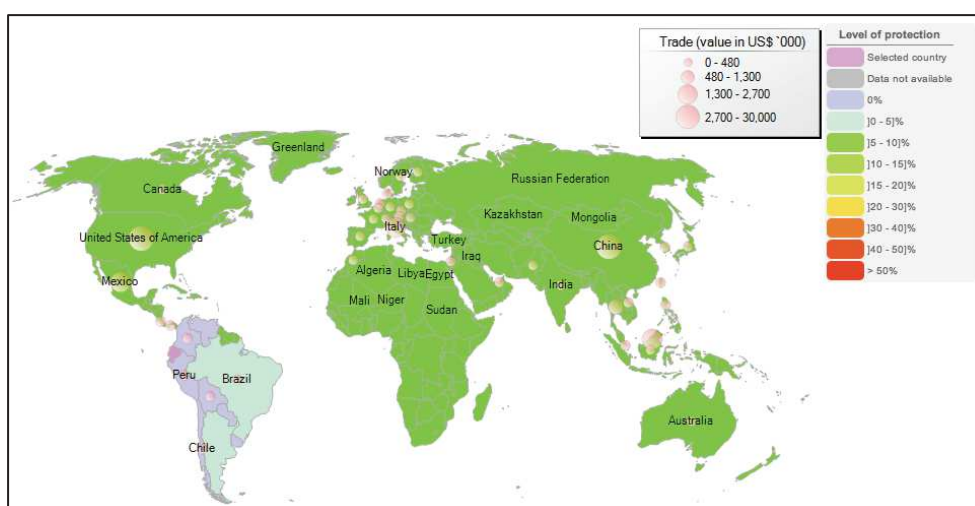 Trade (value in US$ `000)
0 - 480
480 - 1,300
1,300 - 2,700
2,700 - 30,000
Level of protection
Selected country
Data not available
0%
]0 - 5]%
]5 - 10]%
]10 - 15]%
]15 - 20]%
]20 - 30]%
]30 - 40]%
]40 - 50]%
> 50%
Greenland
Norway
Canada
Russian Federation
Kazakhstan
Mongolia
United States of America
Italy
Turkey
China
Iraq
Mexico
Algeria
Libya
Egypt
India
Mali
Niger
Sudan
Peru
Brazil
Chile
Australia